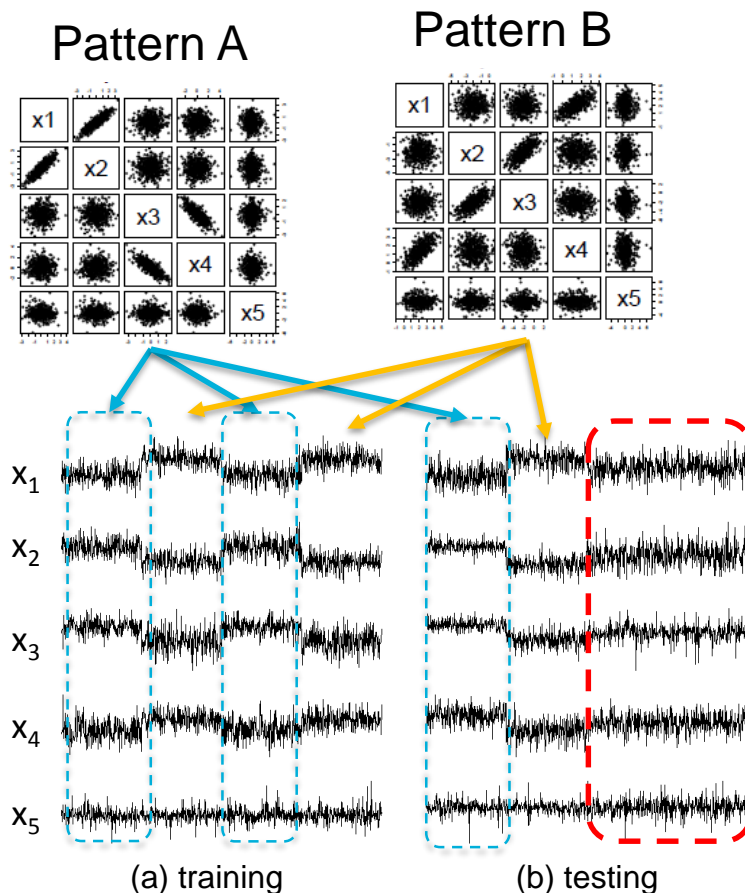 Pattern A
Pattern B
x1
x2
x3
x4
x5
x1
x2
x3
x4
x5
x1
x2
x3
x4
x5
(a) training
(b) testing